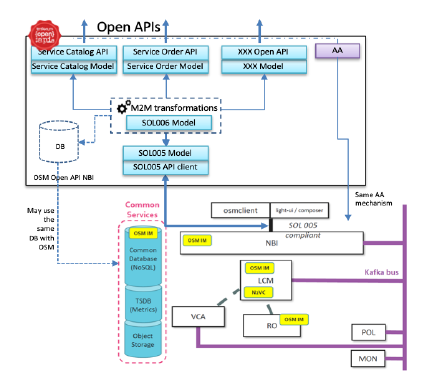 Open APIs
Service Catalog API
Service Catalog Model
Service Order API
Service Order Model
XXX Open API
XXX Model
AA
M2M transformations
SOL006 Model
DB
SOL005 Model
SOL005 API client
OSM Open API NBI
Same AA
mechanism
May use
the
same
DB with
OSM
Common
Services
OSM IM
Common
Database
(NoSQL)
TSDB
(Metrics)
Object
Storage
osmclient
light-ui / composer
SOL 005
compliant
OSM IM
NBI
Kafka bus
OSM IM
LCM
N2VC
VCA
OSM IM
RO
POL
MON